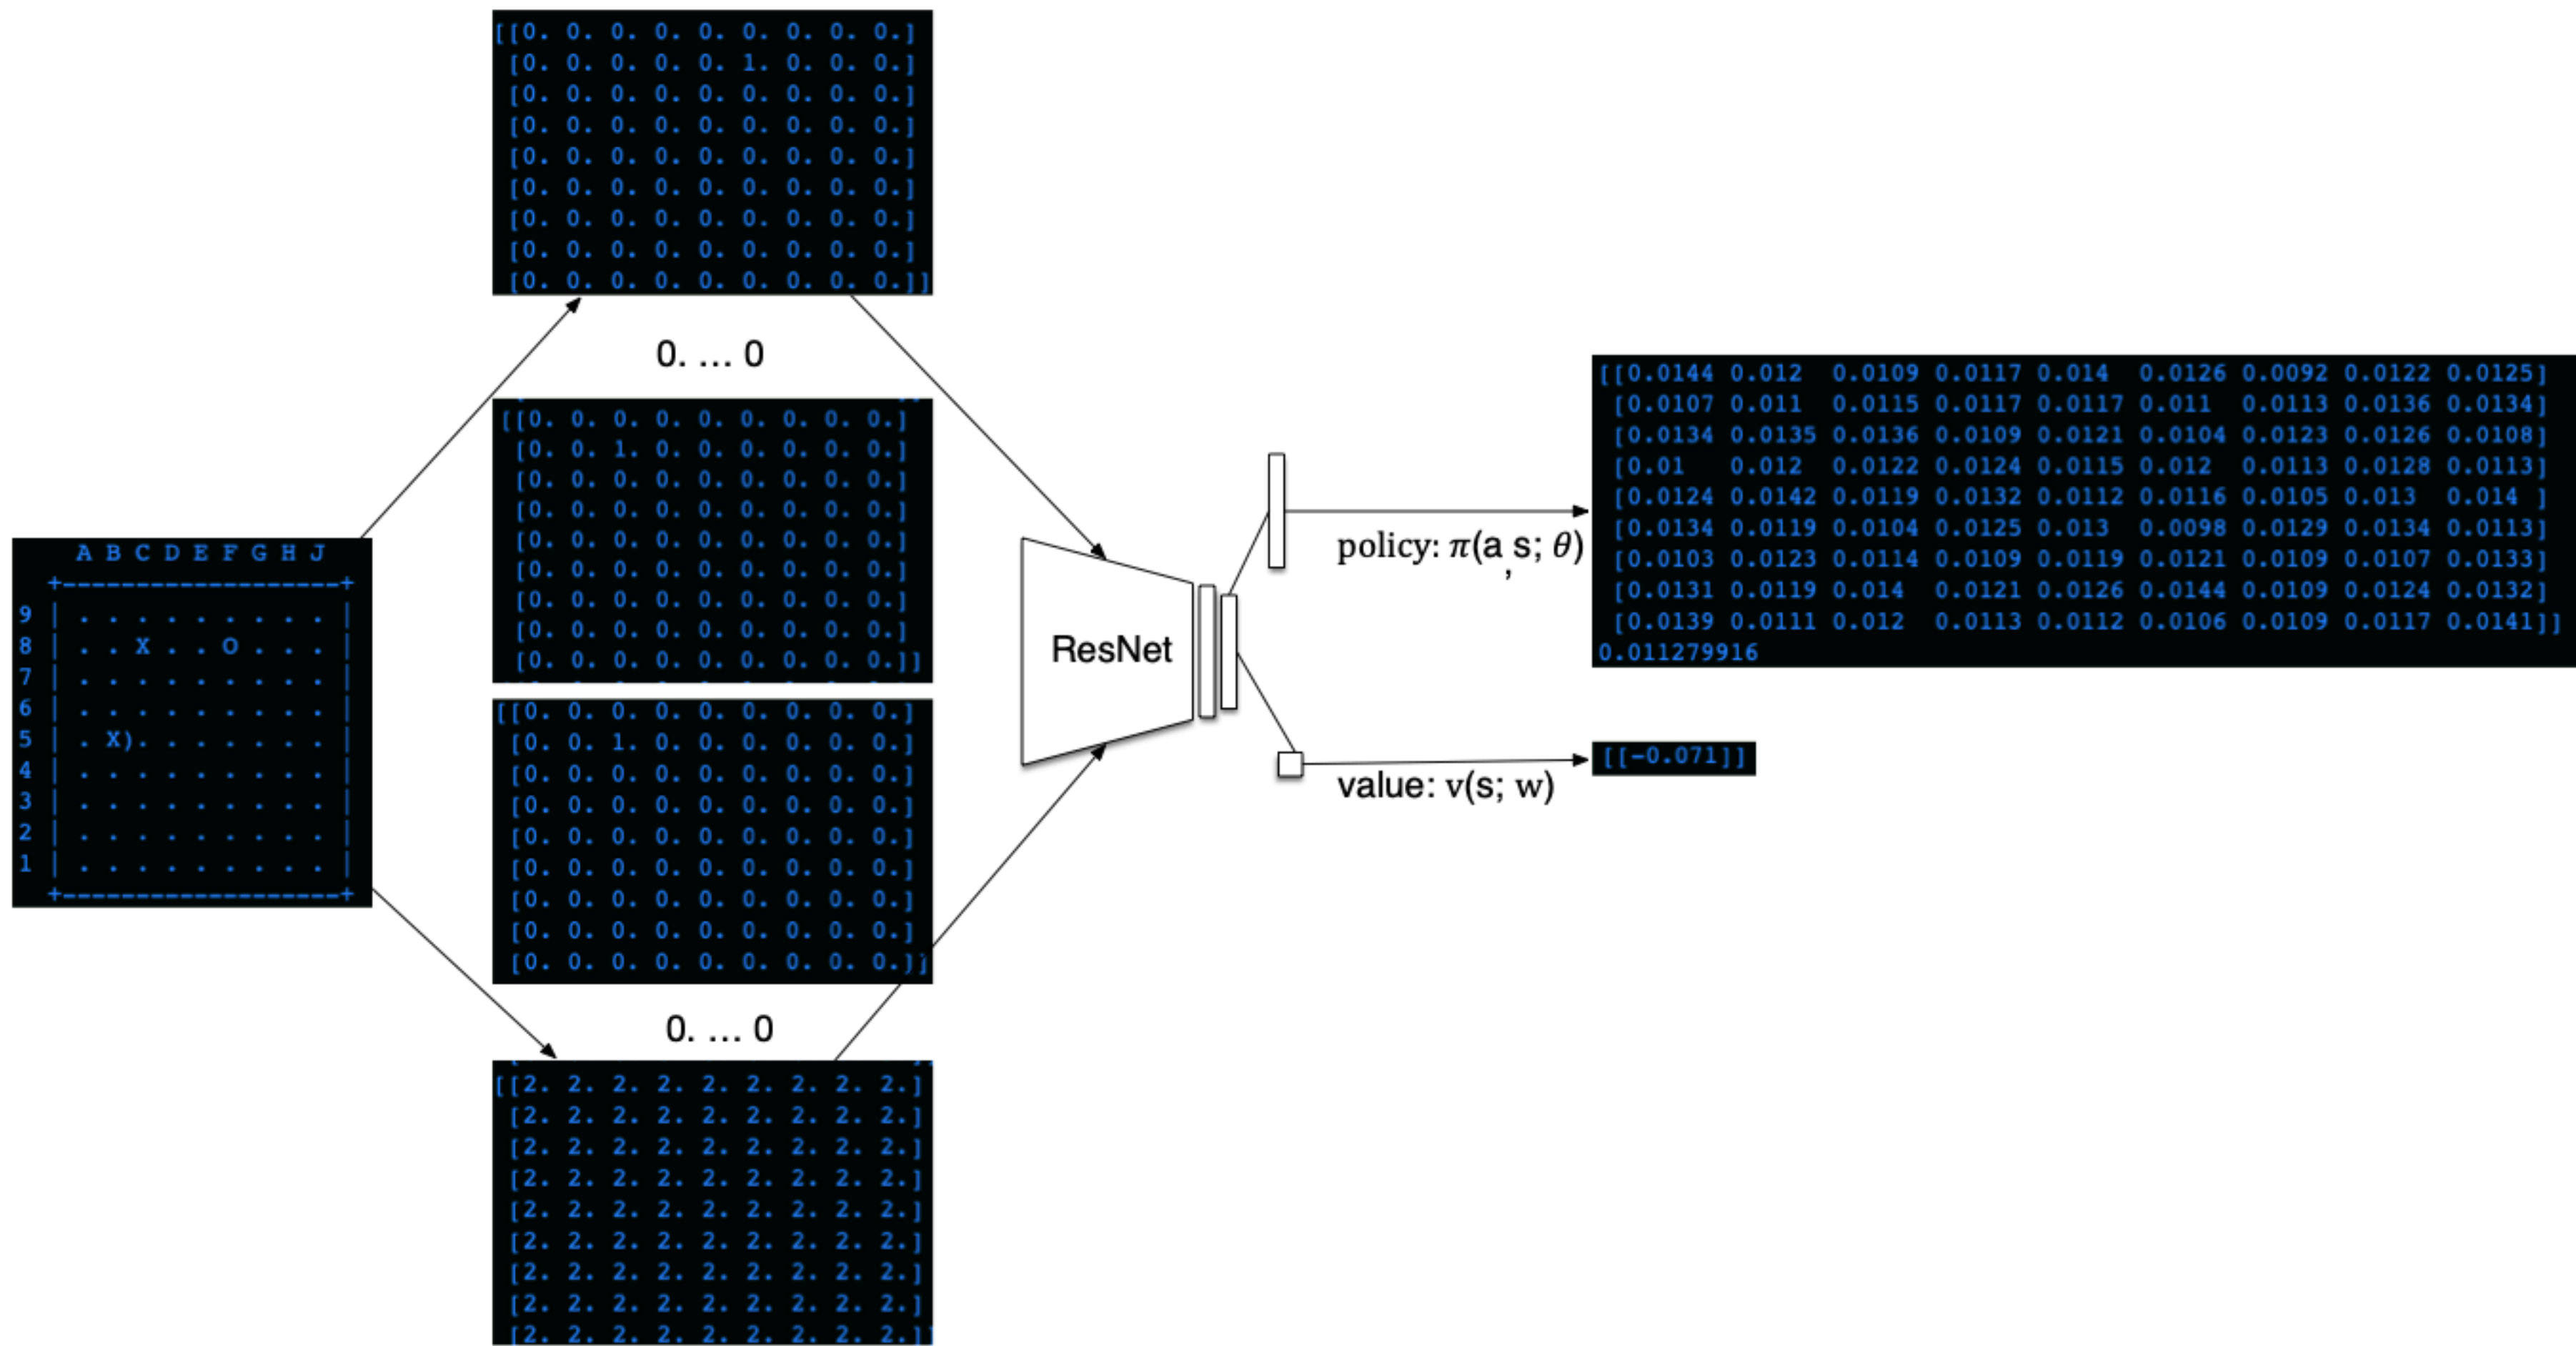 A B C D E F G H J
+-------------------+
9 | . . . . . . . . . |
8 | . . X . . O . . . |
7 | . . . . . . . . . |
6 | . . . . . . . . . |
5 | . X). . . . . . . |
4 | . . . . . . . . . |
3 | . . . . . . . . . |
2 | . . . . . . . . . |
1 | . . . . . . . . . |
+-------------------+
[[0. 0. 0. 0. 0. 0. 0. 0. 0.]
[0. 0. 0. 0. 0. 1. 0. 0. 0.]
[0. 0. 0. 0. 0. 0. 0. 0. 0.]
[0. 0. 0. 0. 0. 0. 0. 0. 0.]
[0. 0. 0. 0. 0. 0. 0. 0. 0.]
[0. 0. 0. 0. 0. 0. 0. 0. 0.]
[0. 0. 0. 0. 0. 0. 0. 0. 0.]
[0. 0. 0. 0. 0. 0. 0. 0. 0.]
[0. 0. 0. 0. 0. 0. 0. 0. 0.]]
0. ... 0
[[0. 0. 0. 0. 0. 0. 0. 0. 0.]
[0. 0. 1. 0. 0. 0. 0. 0. 0.]
[0. 0. 0. 0. 0. 0. 0. 0. 0.]
[0. 0. 0. 0. 0. 0. 0. 0. 0.]
[0. 0. 0. 0. 0. 0. 0. 0. 0.]
[0. 0. 0. 0. 0. 0. 0. 0. 0.]
[0. 0. 0. 0. 0. 0. 0. 0. 0.]
[0. 0. 0. 0. 0. 0. 0. 0. 0.]
[0. 0. 0. 0. 0. 0. 0. 0. 0.]]
[[0. 0. 0. 0. 0. 0. 0. 0. 0.]
[0. 0. 1. 0. 0. 0. 0. 0. 0.]
[0. 0. 0. 0. 0. 0. 0. 0. 0.]
[0. 0. 0. 0. 0. 0. 0. 0. 0.]
[0. 0. 0. 0. 0. 0. 0. 0. 0.]
[0. 0. 0. 0. 0. 0. 0. 0. 0.]
[0. 0. 0. 0. 0. 0. 0. 0. 0.]
[0. 0. 0. 0. 0. 0. 0. 0. 0.]
[0. 0. 0. 0. 0. 0. 0. 0. 0.]]
0. ... 0
[[2. 2. 2. 2. 2. 2. 2. 2. 2.]
[2. 2. 2. 2. 2. 2. 2. 2. 2.]
[2. 2. 2. 2. 2. 2. 2. 2. 2.]
[2. 2. 2. 2. 2. 2. 2. 2. 2.]
[2. 2. 2. 2. 2. 2. 2. 2. 2.]
[2. 2. 2. 2. 2. 2. 2. 2. 2.]
[2. 2. 2. 2. 2. 2. 2. 2. 2.]
[2. 2. 2. 2. 2. 2. 2. 2. 2.]
[2. 2. 2. 2. 2. 2. 2. 2. 2.]]
ResNet
policy: π(a, s; θ)
value: v(s; w)
[[0.0144 0.012 0.0109 0.0117 0.014 0.0126 0.0092 0.0122 0.0125]
[0.0107 0.011 0.0115 0.0117 0.0117 0.011 0.0113 0.0136 0.0134]
[0.0134 0.0135 0.0136 0.0109 0.0121 0.0104 0.0123 0.0126 0.0108]
[0.01 0.012 0.0122 0.0124 0.0115 0.012 0.0113 0.0128 0.0113]
[0.0124 0.0142 0.0119 0.0132 0.0112 0.0116 0.0105 0.013 0.014 ]
[0.0134 0.0119 0.0104 0.0125 0.013 0.0098 0.0129 0.0134 0.0113]
[0.0103 0.0123 0.0114 0.0109 0.0119 0.0121 0.0109 0.0107 0.0133]
[0.0131 0.0119 0.014 0.0121 0.0126 0.0144 0.0109 0.0124 0.0132]
[0.0139 0.0111 0.012 0.0113 0.0112 0.0106 0.0109 0.0117 0.0141]]
0.011279916
[[-0.071]]